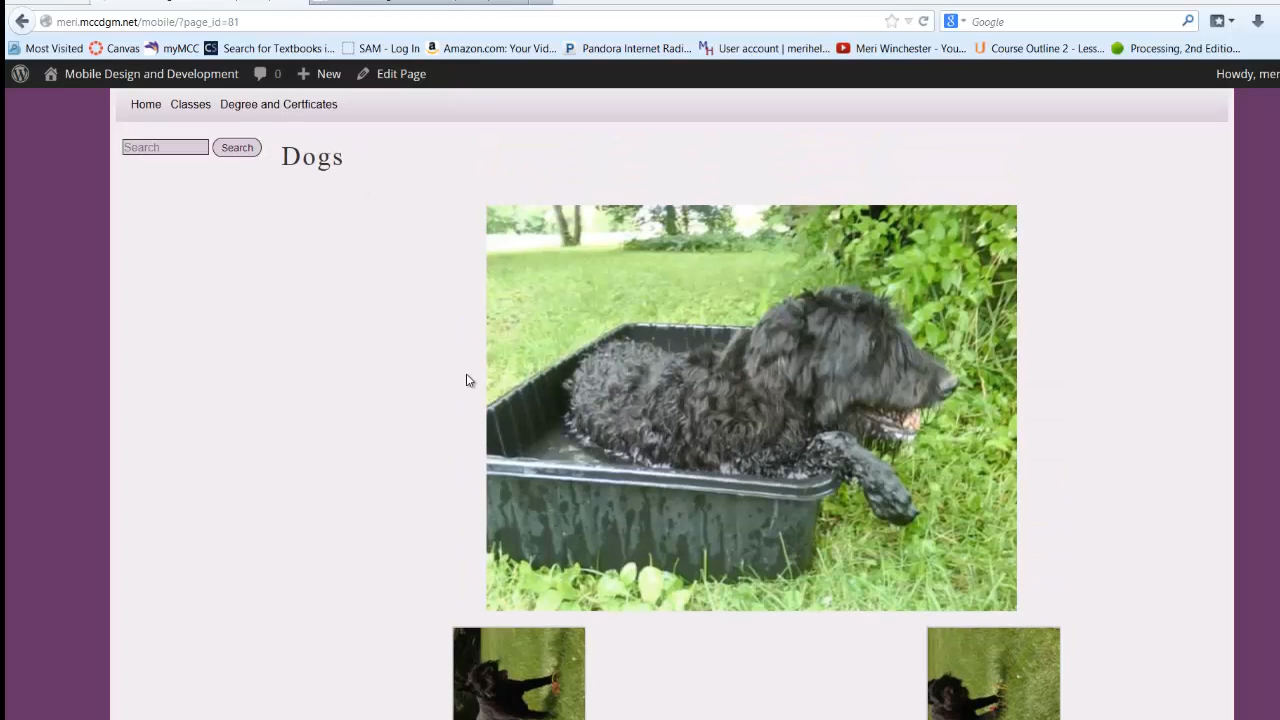 meri.mccdgm.net/mobile/?page_id=81
Google
Most Visited Canvas myMCC Search for Textbooks i... SAM - Log In Amazon.com: Your Vid... Pandora Internet Radi... User account | merihel... Meri Winchester - You... Course Outline 2 - Less... Processing, 2nd Editio...
Mobile Design and Development 0 New Edit Page Howdy, mer
Home Classes Degree and Certficates
Search Search
Dogs